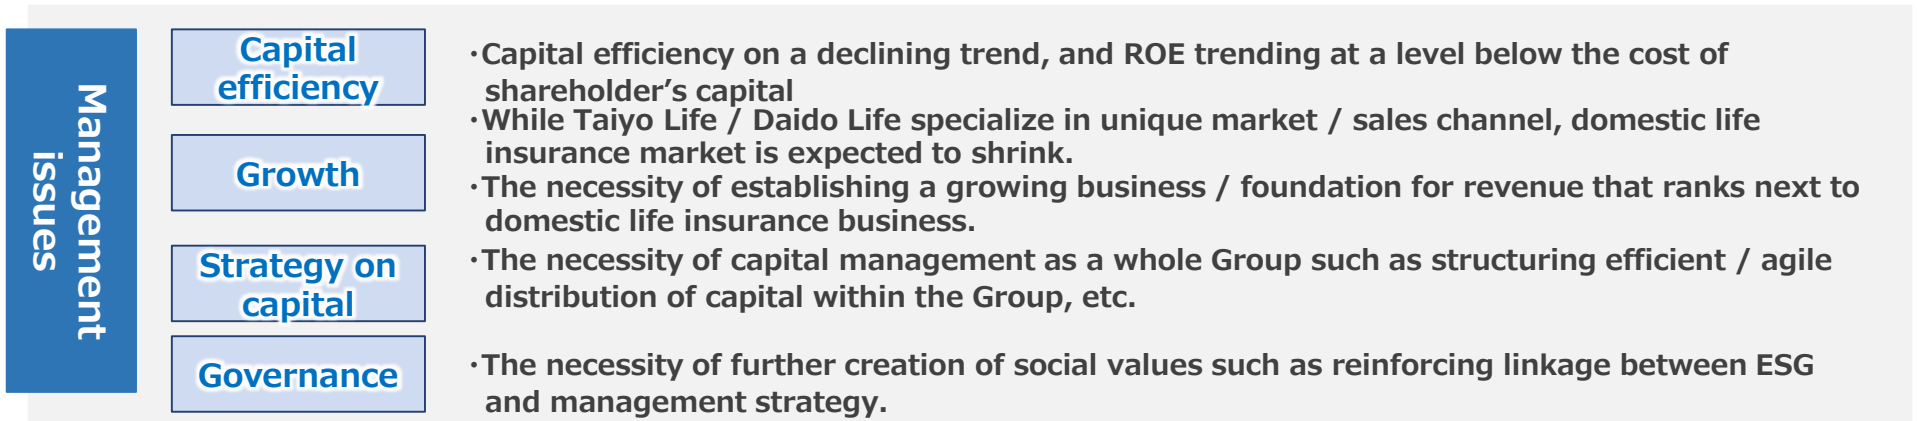 Management
issues
Capital
efficiency
・Capital efficiency on a declining trend, and ROE trending at a level below the cost of
shareholder’s capital
Growth
・While Taiyo Life / Daido Life specialize in unique market / sales channel, domestic life
insurance market is expected to shrink.
・The necessity of establishing a growing business / foundation for revenue that ranks next to
domestic life insurance business.
Strategy on
capital
・The necessity of capital management as a whole Group such as structuring efficient / agile
distribution of capital within the Group, etc.
Governance
・The necessity of further creation of social values such as reinforcing linkage between ESG
and management strategy.